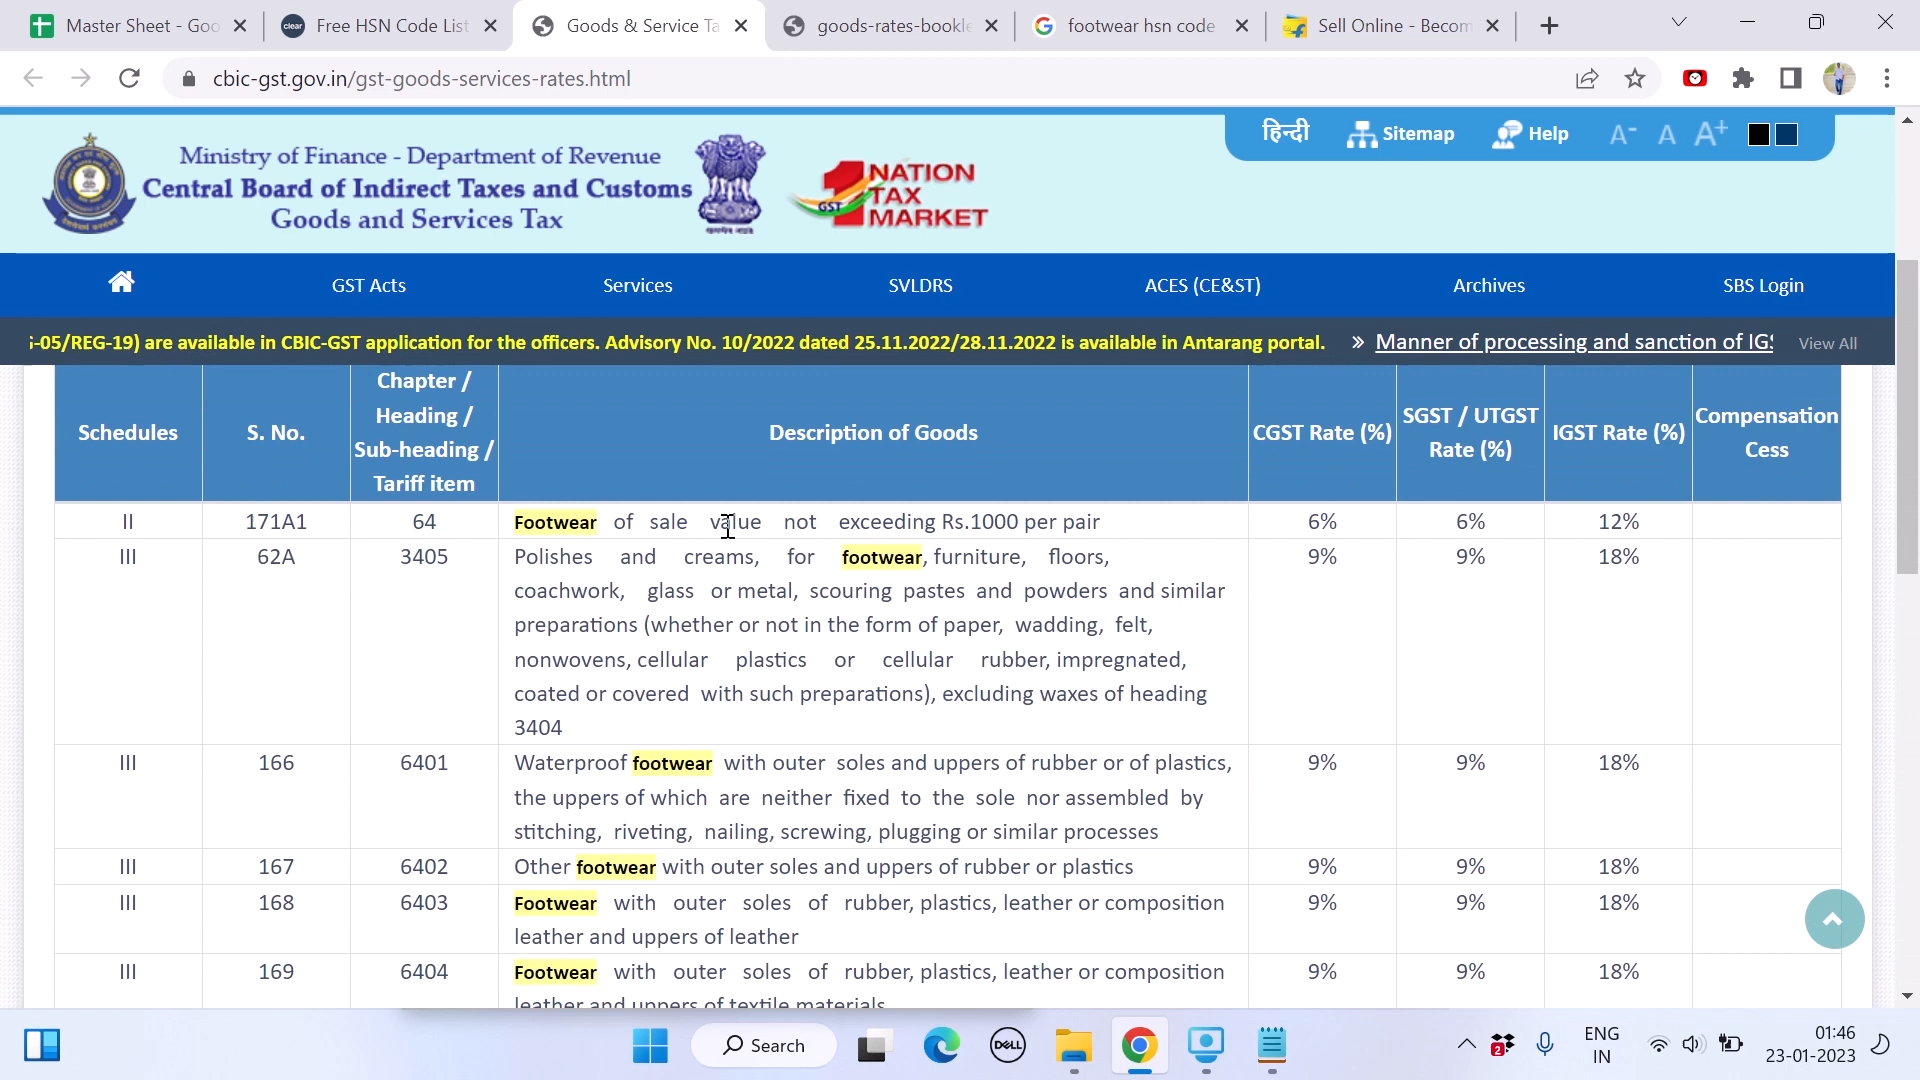 Master Sheet - Goo
Free HSN Code List
Goods & Service Ta
goods-rates-bookle
footwear hsn code
Sell Online - Becom
cbic-gst.gov.in/gst-goods-services-rates.html
Ministry of Finance - Department of Revenue
Central Board of Indirect Taxes and Customs
Goods and Services Tax
GST
NATION
TAX
MARKET
हिन्दी
Sitemap
Help
A-
A
A+
GST Acts
Services
SVLDRS
ACES (CE&ST)
Archives
SBS Login
-05/REG-19) are available in CBIC-GST application for the officers. Advisory No. 10/2022 dated 25.11.2022/28.11.2022 is available in Antarang portal.
» Manner of processing and sanction of IGS
View All
Schedules
S. No.
Chapter /
Heading /
Sub-heading /
Tariff item
Description of Goods
CGST Rate (%)
SGST / UTGST
Rate (%)
IGST Rate (%)
Compensation
Cess
II 171A1 64 Footwear of sale value not exceeding Rs.1000 per pair 6% 6% 12%
III 62A 3405 Polishes and creams, for footwear, furniture, floors, 9% 9% 18%
coachwork, glass or metal, scouring pastes and powders and similar
preparations (whether or not in the form of paper, wadding, felt,
nonwovens, cellular plastics or cellular rubber, impregnated,
coated or covered with such preparations), excluding waxes of heading
3404
III 166 6401 Waterproof footwear with outer soles and uppers of rubber or of plastics, 9% 9% 18%
the uppers of which are neither fixed to the sole nor assembled by
stitching, riveting, nailing, screwing, plugging or similar processes
III 167 6402 Other footwear with outer soles and uppers of rubber or plastics 9% 9% 18%
III 168 6403 Footwear with outer soles of rubber, plastics, leather or composition 9% 9% 18%
leather and uppers of leather
III 169 6404 Footwear with outer soles of rubber, plastics, leather or composition 9% 9% 18%
leather and uppers of textile materials
Search
DELL
2
ENG
IN
01:46
23-01-2023